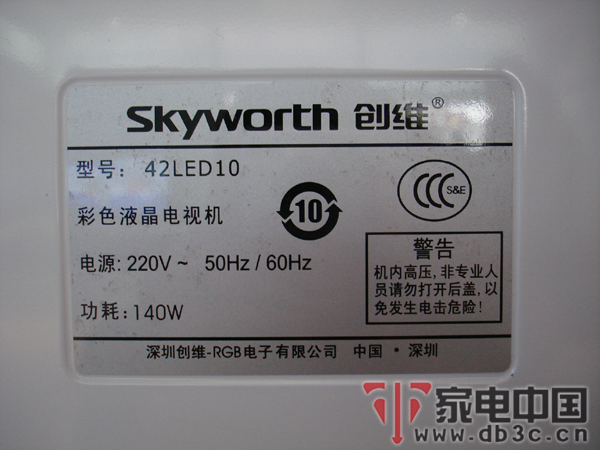 Skyworth 创维®
型号: 42LED10
彩色液晶电视机
10
CCC S&E
电源: 220V ~ 50Hz / 60Hz
警告
机内高压, 非专业人
员请勿打开后盖, 以
免发生电击危险!
功耗: 140W
深圳创维-RGB电子有限公司 中国 · 深圳
家电中国
www.db3c.cn